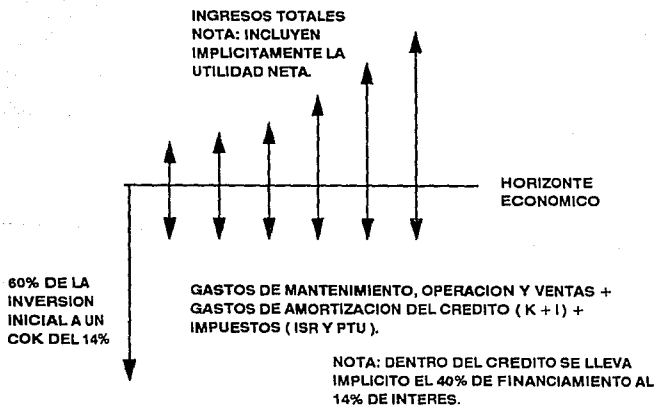 INGRESOS TOTALES
NOTA: INCLUYEN
IMPLICITAMENTE LA
UTILIDAD NETA.
HORIZONTE
ECONOMICO
60% DE LA
INVERSION
INICIAL A UN
COK DEL 14%
GASTOS DE MANTENIMIENTO, OPERACION Y VENTAS +
GASTOS DE AMORTIZACION DEL CREDITO ( K + I ) +
IMPUESTOS ( ISR Y PTU ).
NOTA: DENTRO DEL CREDITO SE LLEVA
IMPLICITO EL 40% DE FINANCIAMIENTO AL
14% DE INTERES.